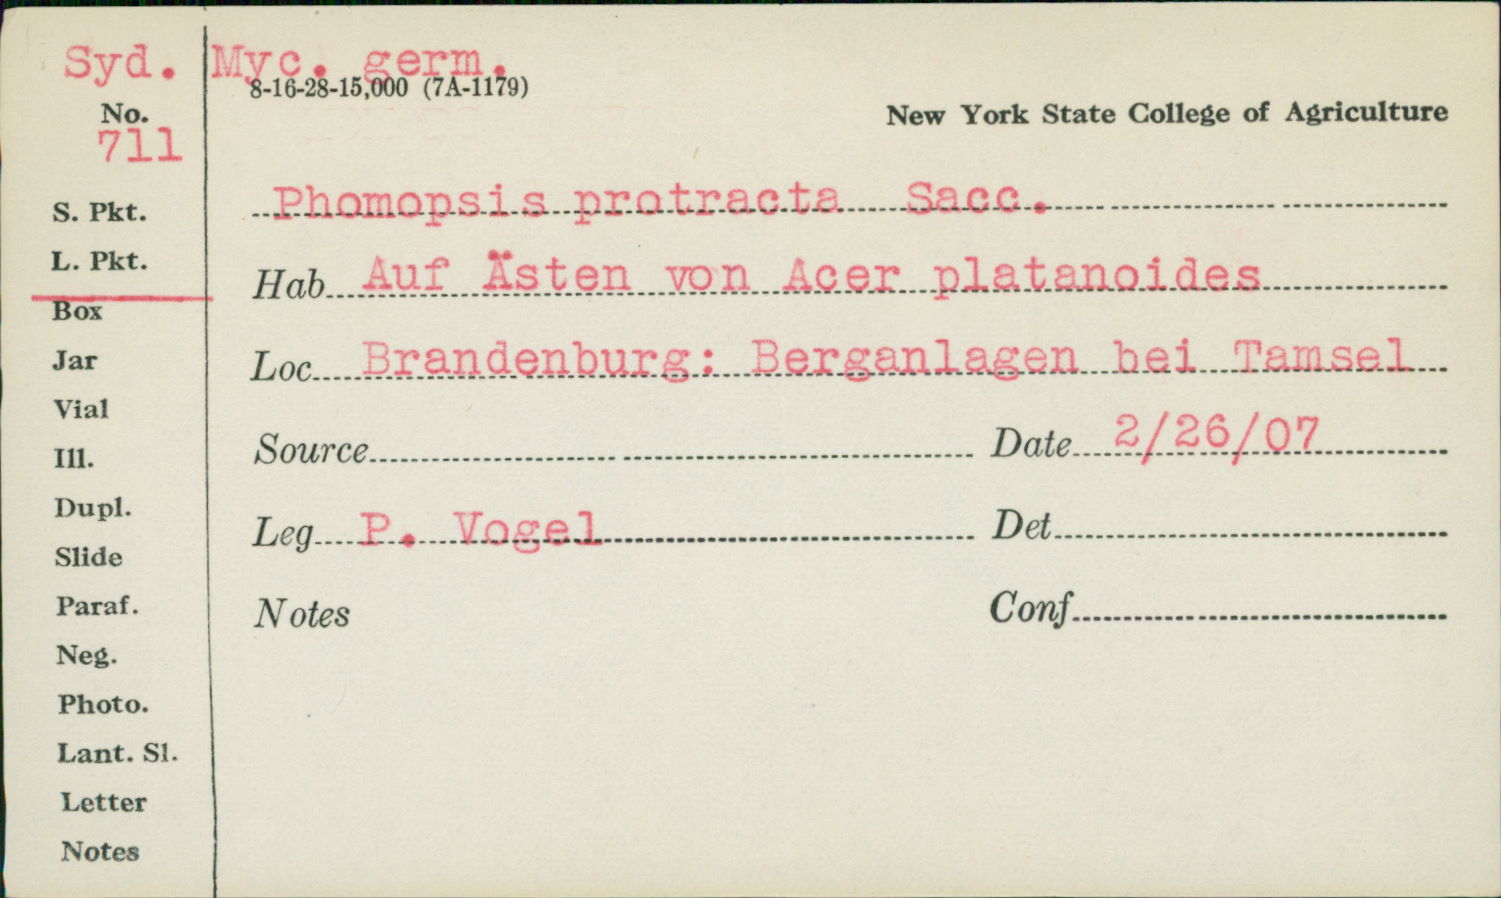 Syd. Myc. germ.
8-16-28-15,000 (7A-1179)
No.
711
New York State College of Agriculture
S. Pkt.
L. Pkt.
Box
Jar
Vial
Ill.
Dupl.
Slide
Paraf.
Neg.
Photo.
Lant. Sl.
Letter
Notes
Phomopsis protracta Sacc.
Hab. Auf Ästen von Acer platanoides
Loc. Brandenburg: Berganlagen bei Tamsel
Source
Date 2/26/07
Leg. P. Vogel
Det.
Notes
Conf.